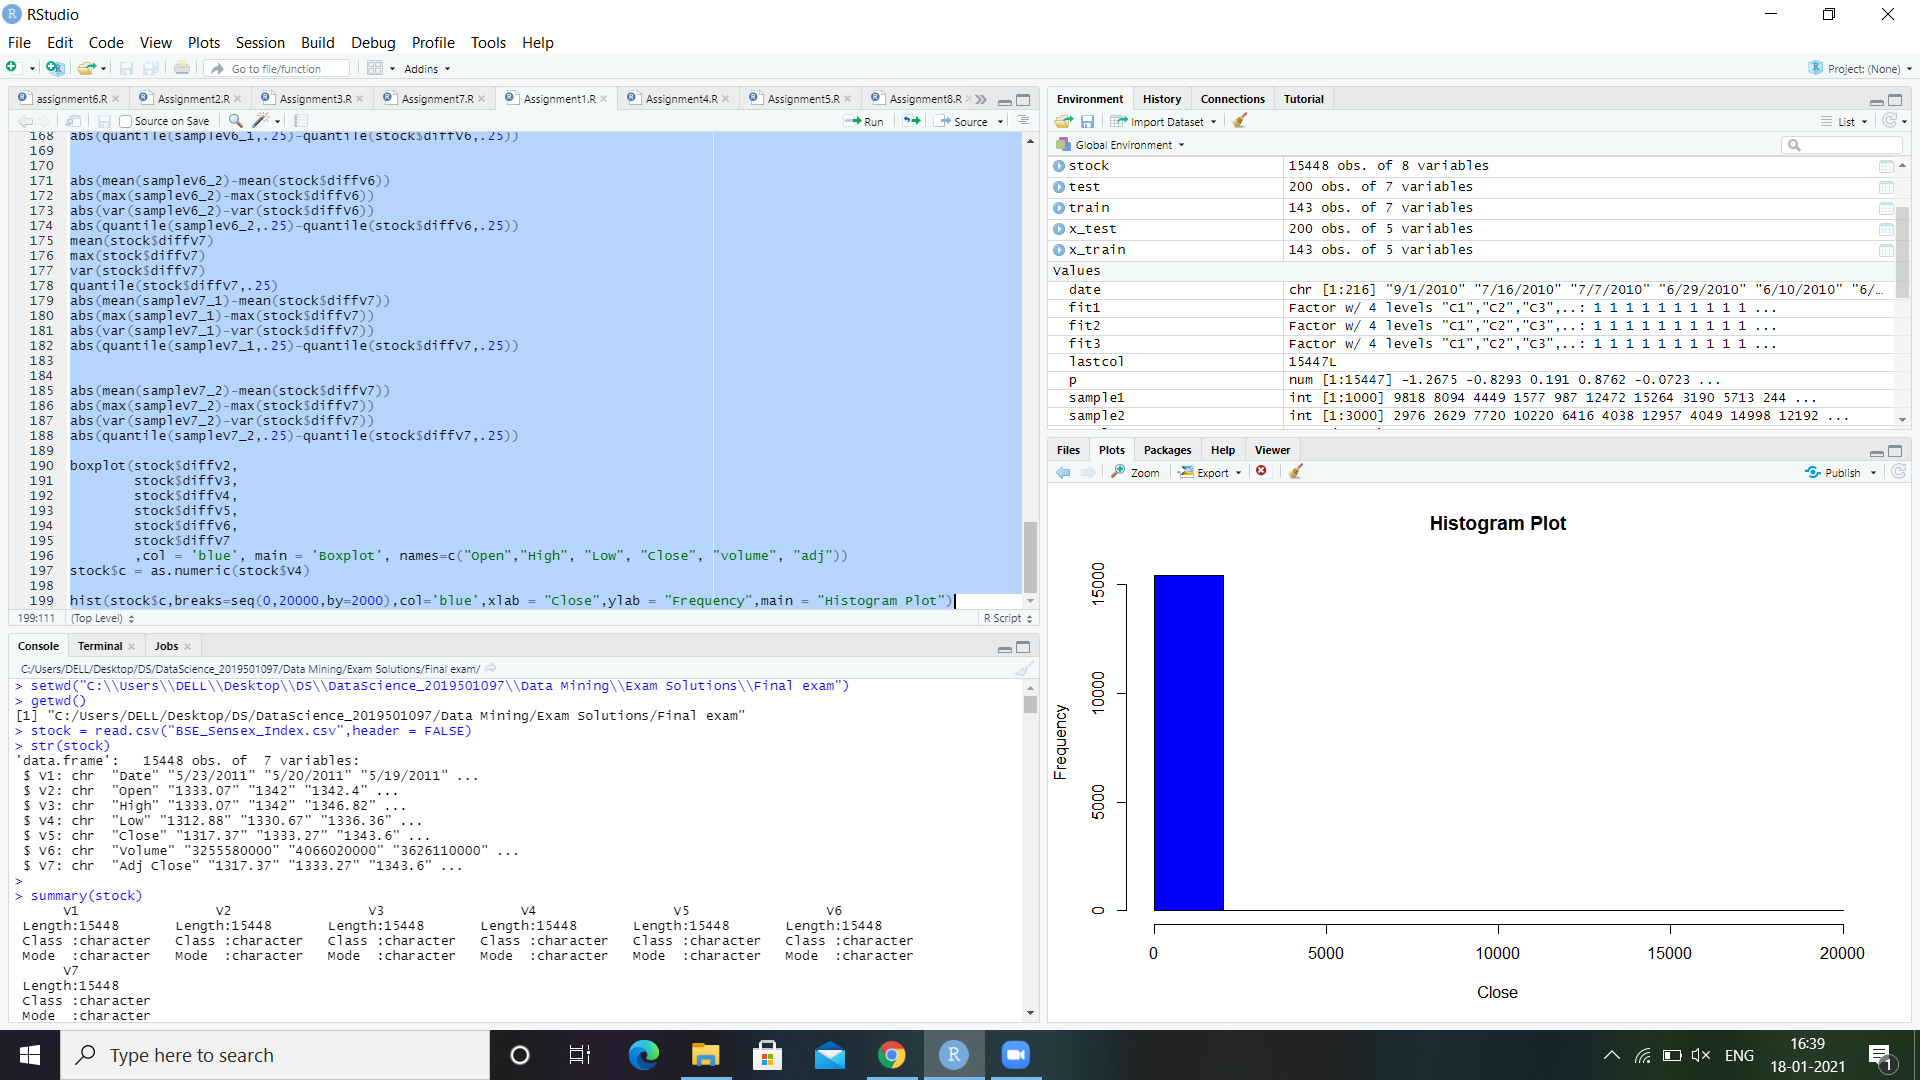 RStudio
File Edit Code View Plots Session Build Debug Profile Tools Help
Go to file/function Addins Project: (None)
assignment6.R Assignment2.R Assignment3.R Assignment7.R Assignment1.R Assignment4.R Assignment5.R Assignment8.R
Source on Save Run Source
168 abs(quantile(sampleV6_1,.25)-quantile(stock$diffV6,.25))
169
170
171 abs(mean(sampleV6_2)-mean(stock$diffV6))
172 abs(max(sampleV6_2)-max(stock$diffV6))
173 abs(var(sampleV6_2)-var(stock$diffV6))
174 abs(quantile(sampleV6_2,.25)-quantile(stock$diffV6,.25))
175 mean(stock$diffV7)
176 max(stock$diffV7)
177 var(stock$diffV7)
178 quantile(stock$diffV7,.25)
179 abs(mean(sampleV7_1)-mean(stock$diffV7))
180 abs(max(sampleV7_1)-max(stock$diffV7))
181 abs(var(sampleV7_1)-var(stock$diffV7))
182 abs(quantile(sampleV7_1,.25)-quantile(stock$diffV7,.25))
183
184
185 abs(mean(sampleV7_2)-mean(stock$diffV7))
186 abs(max(sampleV7_2)-max(stock$diffV7))
187 abs(var(sampleV7_2)-var(stock$diffV7))
188 abs(quantile(sampleV7_2,.25)-quantile(stock$diffV7,.25))
189
190 boxplot(stock$diffV2,
191 stock$diffV3,
192 stock$diffV4,
193 stock$diffV5,
194 stock$diffV6,
195 stock$diffV7
196 ,col = 'blue', main = 'Boxplot', names=c("Open","High", "Low", "Close", "volume", "adj"))
197 stock$c = as.numeric(stock$V4)
198
199 hist(stock$c,breaks=seq(0,20000,by=2000),col='blue',xlab = "Close",ylab = "Frequency",main = "Histogram Plot")
199:111 (Top Level) R Script
Console Terminal Jobs
C:/Users/DELL/Desktop/DS/DataScience_2019501097/Data Mining/Exam Solutions/Final exam/
> setwd("C:\\Users\\DELL\\Desktop\\DS\\DataScience_2019501097\\Data Mining\\Exam Solutions\\Final exam")
> getwd()
[1] "C:/Users/DELL/Desktop/DS/DataScience_2019501097/Data Mining/Exam Solutions/Final exam"
> stock = read.csv("BSE_Sensex_Index.csv",header = FALSE)
> str(stock)
'data.frame': 15448 obs. of 7 variables:
$ V1: chr "Date" "5/23/2011" "5/20/2011" "5/19/2011" ...
$ V2: chr "Open" "1333.07" "1342" "1342.4" ...
$ V3: chr "High" "1333.07" "1342" "1346.82" ...
$ V4: chr "Low" "1312.88" "1330.67" "1336.36" ...
$ V5: chr "Close" "1317.37" "1333.27" "1343.6" ...
$ V6: chr "Volume" "3255580000" "4066020000" "3626110000" ...
$ V7: chr "Adj Close" "1317.37" "1333.27" "1343.6" ...
>
> summary(stock)
V1 V2 V3 V4 V5 V6
Length:15448 Length:15448 Length:15448 Length:15448 Length:15448 Length:15448
Class :character Class :character Class :character Class :character Class :character Class :character
Mode :character Mode :character Mode :character Mode :character Mode :character Mode :character
V7
Length:15448
Class :character
Mode :character
Environment History Connections Tutorial
Import Dataset List
Global Environment
stock 15448 obs. of 8 variables
test 200 obs. of 7 variables
train 143 obs. of 7 variables
x_test 200 obs. of 5 variables
x_train 143 obs. of 5 variables
Values
date chr [1:216] "9/1/2010" "7/16/2010" "7/7/2010" "6/29/2010" "6/10/2010" "6/…
fit1 Factor w/ 4 levels "C1","C2","C3",..: 1 1 1 1 1 1 1 1 1 1 ...
fit2 Factor w/ 4 levels "C1","C2","C3",..: 1 1 1 1 1 1 1 1 1 1 ...
fit3 Factor w/ 4 levels "C1","C2","C3",..: 1 1 1 1 1 1 1 1 1 1 ...
lastcol 15447L
p num [1:15447] -1.2675 -0.8293 0.191 0.8762 -0.0723 ...
sample1 int [1:1000] 9818 8094 4449 1577 987 12472 15264 3190 5713 244 ...
sample2 int [1:3000] 2976 2629 7720 10220 6416 4038 12957 4049 14998 12192 ...
Files Plots Packages Help Viewer
Zoom Export Publish
Histogram Plot
Frequency
15000
10000
5000
0
0 5000 10000 15000 20000
Close
Type here to search
ENG
16:39
18-01-2021
1